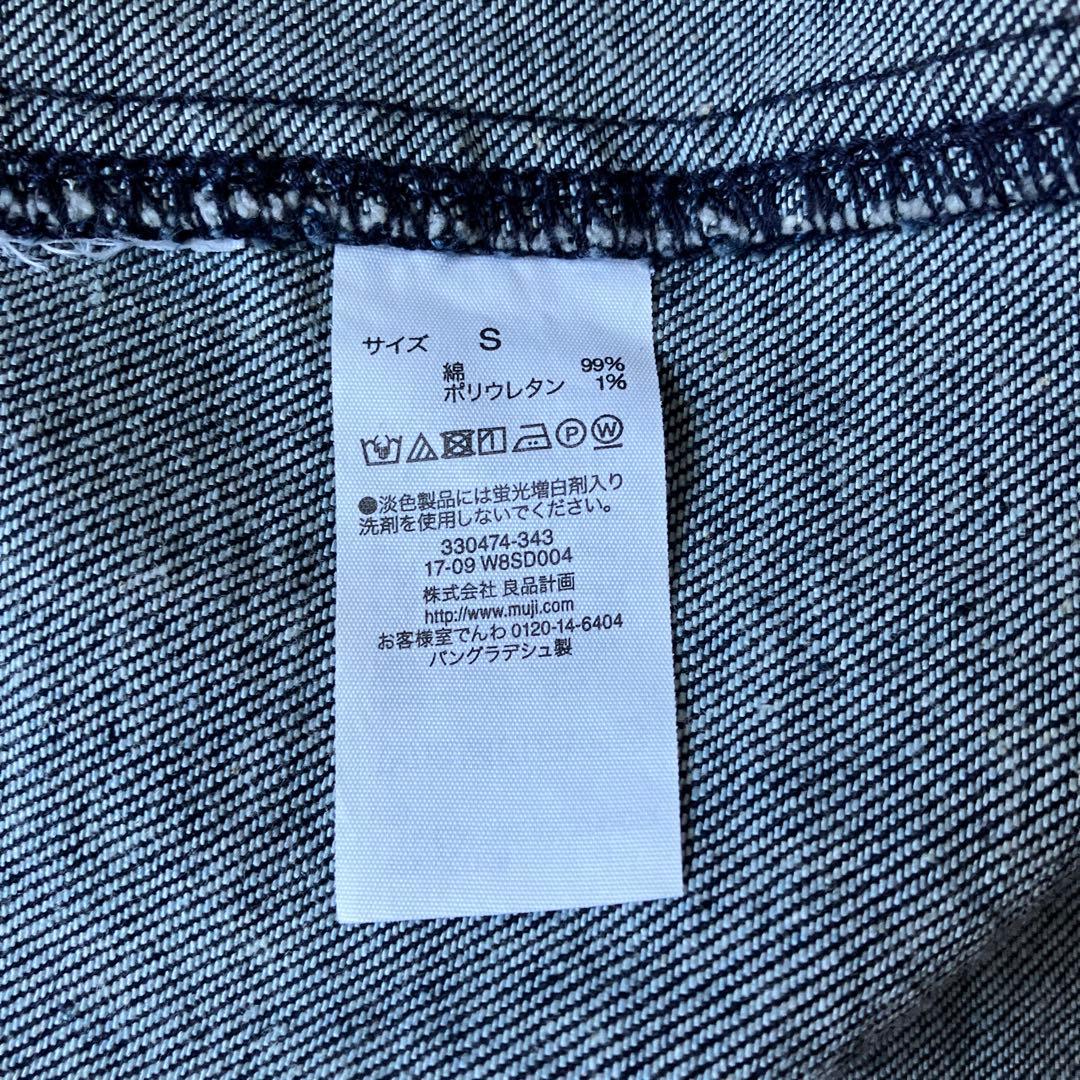 サイズ S
綿 99%
ポリウレタン 1%
P W
●淡色製品には蛍光増白剤入り
洗剤を使用しないでください。
330474-343
17-09 W8SD004
株式会社 良品計画
http://www.muji.com
お客様室でんわ 0120-14-6404
バングラデシュ製